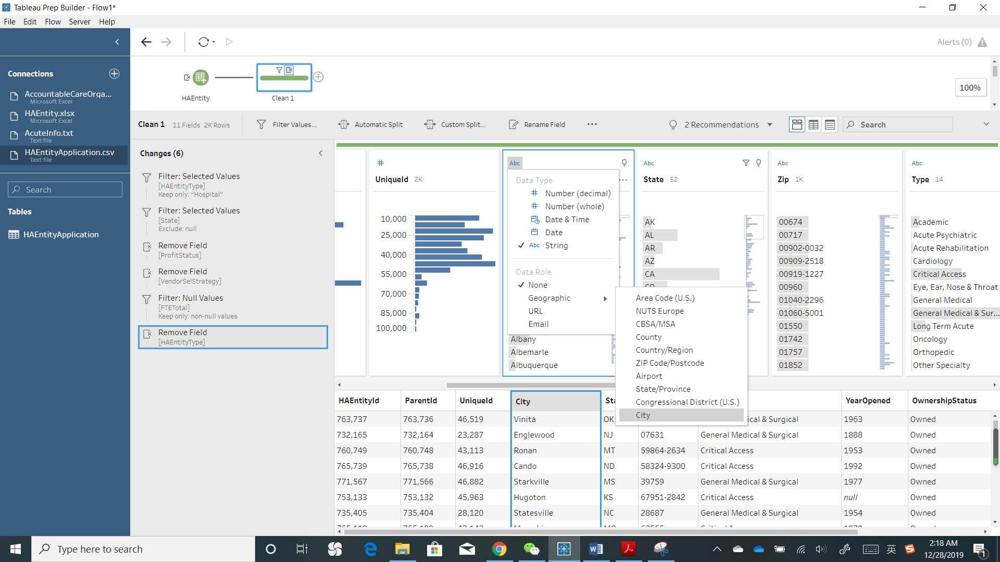 Tableau Prep Builder - Flow1*
File Edit Flow Server Help
Alerts (0)
Connections
AccountableCareOrga...
Microsoft Excel
HAEntity.xlsx
Microsoft Excel
AcuteInfo.txt
Text file
HAEntityApplication.csv
Text file
Search
Tables
HAEntityApplication
HAEntity
Clean 1
100%
Clean 1 11 Fields 2K Rows
Filter Values... Automatic Split Custom Split... Rename Field ...
2 Recommendations
Search
Changes (6)
Filter: Selected Values
[HAEntityType]
Keep only: “Hospital”
Filter: Selected Values
[State]
Exclude: null
Remove Field
[ProfitStatus]
Remove Field
[VendorSelStrategy]
Filter: Null Values
[FTETotal]
Keep only: non-null values
Remove Field
[HAEntityType]
#
UniqueId 2K
10,000
25,000
40,000
55,000
70,000
85,000
100,000
Abc
Data Type
# Number (decimal)
# Number (whole)
Date & Time
Date
Abc String
Data Role
None
Geographic
URL
Email
Albany
Albemarle
Albuquerque
Area Code (U.S.)
NUTS Europe
CBSA/MSA
County
Country/Region
ZIP Code/Postcode
Airport
State/Province
Congressional District (U.S.)
City
Abc
State 52
AK
AL
AR
AZ
CA
Abc
Zip 1K
00674
00717
00902-0032
00909-2518
00919-1227
00960
01040-2296
01060-5001
01550
01742
01757
01852
Abc
Type 14
Academic
Acute Psychiatric
Acute Rehabilitation
Cardiology
Critical Access
Eye, Ear, Nose & Throat
General Medical
General Medical & Sur...
Long Term Acute
Oncology
Orthopedic
Other Specialty
HAEntityId ParentId UniqueId City Sta YearOpened OwnershipStatus
763,737 763,736 46,519 Vinita OK ical & Surgical 1963 Owned
732,165 732,164 23,287 Englewood NJ 07631 General Medical & Surgical 1888 Owned
760,749 760,748 43,113 Ronan MT 59864-2634 Critical Access 1953 Owned
765,739 765,738 46,916 Cando ND 58324-9300 Critical Access 1992 Owned
771,567 771,566 46,882 Starkville MS 39759 General Medical & Surgical 1977 Owned
753,133 753,132 45,963 Hugoton KS 67951-2842 Critical Access null Owned
735,405 735,404 28,120 Statesville NC 28687 General Medical & Surgical 1954 Owned
Type here to search
英
2:18 AM
12/28/2019
1